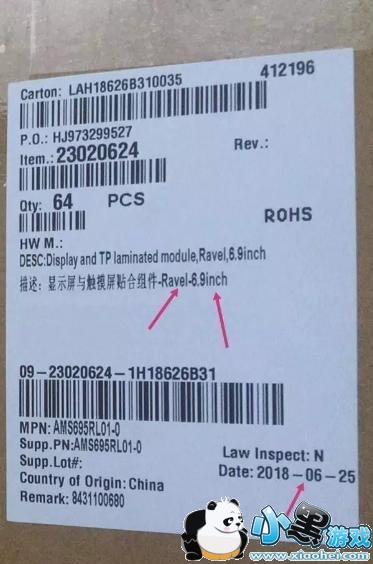 Carton: LAH18626B310035
412196
P.O.: HJ973299527
Item.: 23020624
Rev.:
Qty: 64 PCS
ROHS
HW M.:
DESC:Display and TP laminated module,Ravel,6.9inch
描述: 显示屏与触摸屏贴合组件-Ravel-6.9inch
09-23020624-1H18626B31
MPN: AMS695RL01-0
Supp.PN:AMS695RL01-0
Law Inspect: N
Supp.Lot#:
Date: 2018-06-25
Country of Origin: China
Remark: 8431100680
小黑游戏
www.xiaohei.com